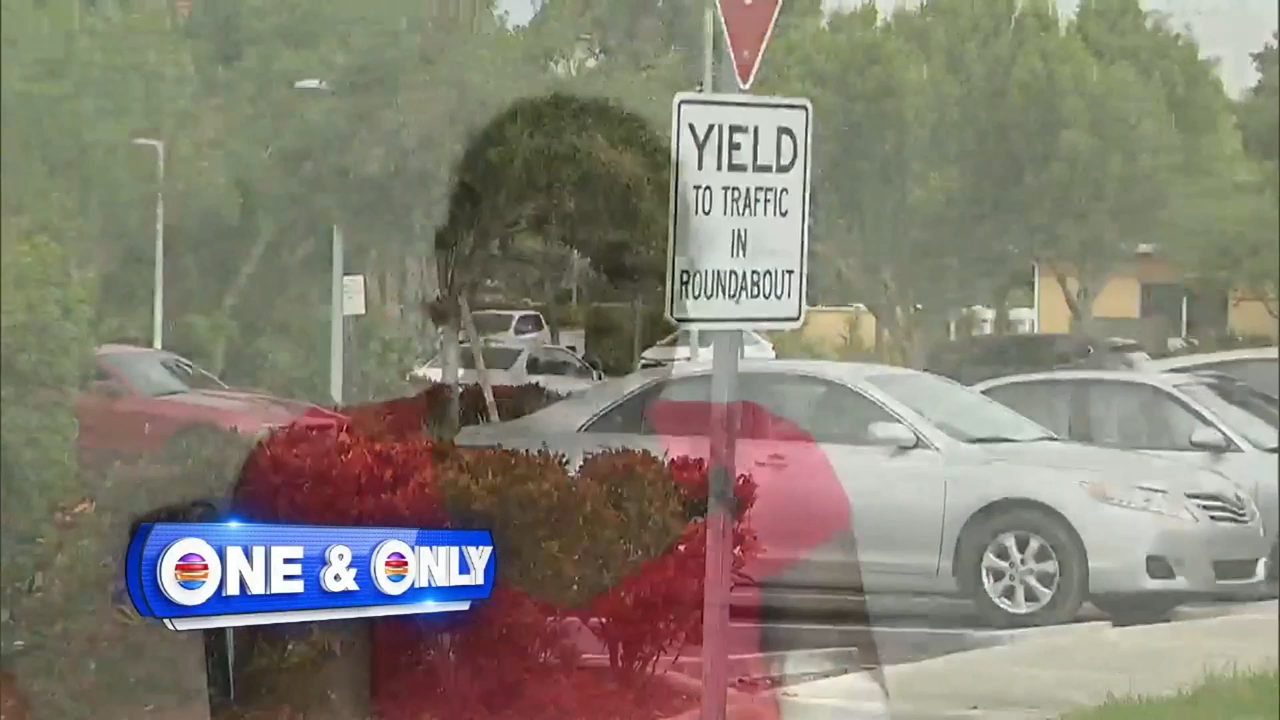 YIELD
TO TRAFFIC
IN
ROUNDABOUT
ONE & ONLY